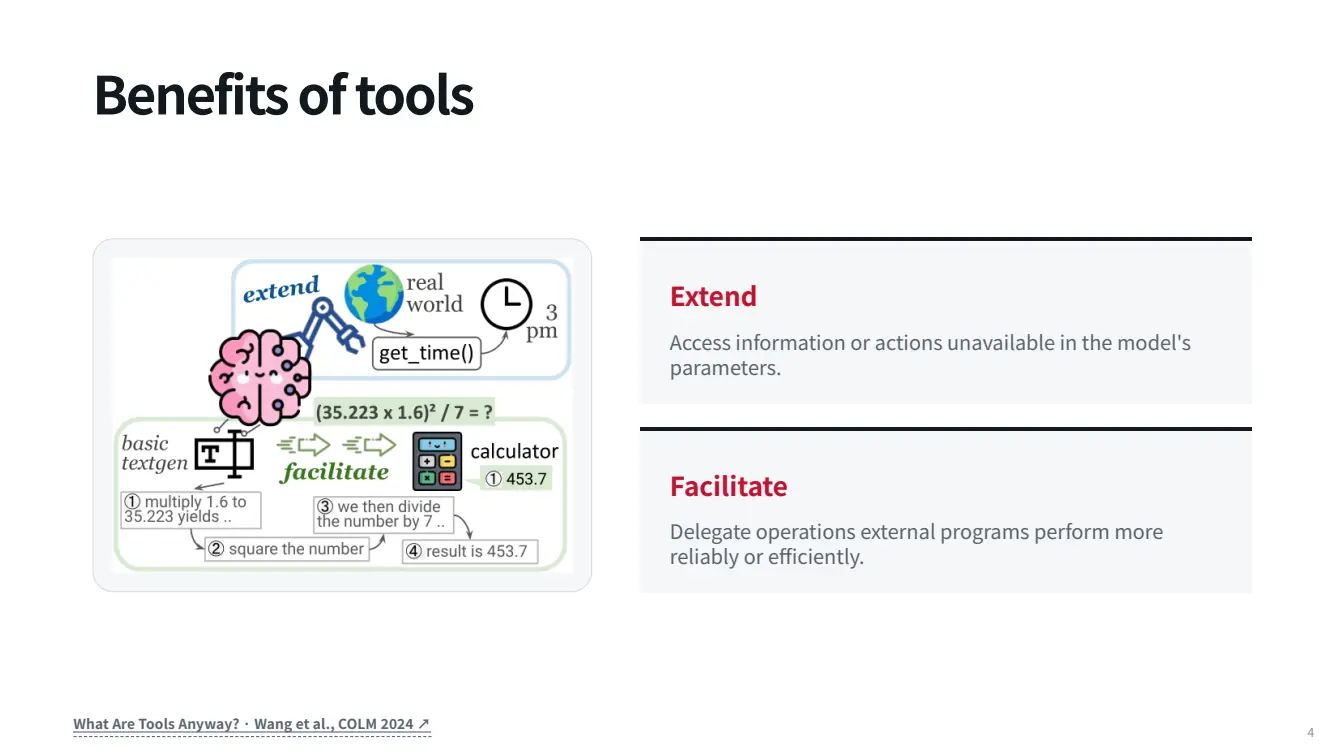 Benefits of tools
extend
real
world
3
pm
get_time()
(35.223 x 1.6)² / 7 = ?
basic
textgen
T
facilitate
calculator
① 453.7
① multiply 1.6 to
35.223 yields ..
② square the number
③ we then divide
the number by 7 ..
④ result is 453.7
Extend
Access information or actions unavailable in the model's
parameters.
Facilitate
Delegate operations external programs perform more
reliably or efficiently.
What Are Tools Anyway? · Wang et al., COLM 2024 ↗
4